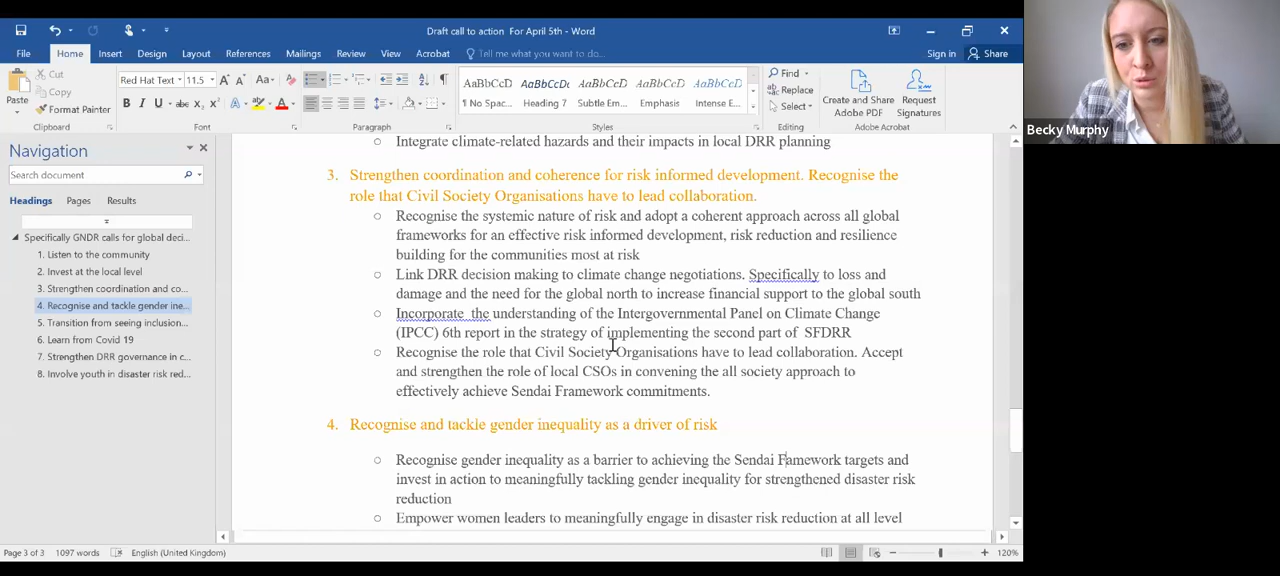 Draft call to action For April 5th - Word
File Home Insert Design Layout References Mailings Review View Acrobat Tell me what you want to do... Sign in Share
Paste
Cut
Copy
Format Painter
Clipboard
Red Hat Text 11.5
Font
Paragraph
AaBbCcD AaBbCcDc AaBbCcD AaBbCcD AaBbCcD
¶ No Spac... Heading 7 Subtle Em... Emphasis Intense E...
Styles
Find
Replace
Select
Editing
Create and Share
Adobe PDF
Request
Signatures
Adobe Acrobat
Becky Murphy
Navigation
Search document
Headings Pages Results
Specifically GNDR calls for global deci...
1. Listen to the community
2. Invest at the local level
3. Strengthen coordination and co...
4. Recognise and tackle gender ine...
5. Transition from seeing inclusion...
6. Learn from Covid 19
7. Strengthen DRR governance in c...
8. Involve youth in disaster risk red...
Integrate climate-related hazards and their impacts in local DRR planning
3. Strengthen coordination and coherence for risk informed development. Recognise the
role that Civil Society Organisations have to lead collaboration.
Recognise the systemic nature of risk and adopt a coherent approach across all global
frameworks for an effective risk informed development, risk reduction and resilience
building for the communities most at risk
Link DRR decision making to climate change negotiations. Specifically to loss and
damage and the need for the global north to increase financial support to the global south
Incorporate the understanding of the Intergovernmental Panel on Climate Change
(IPCC) 6th report in the strategy of implementing the second part of SFDRR
Recognise the role that Civil Society Organisations have to lead collaboration. Accept
and strengthen the role of local CSOs in convening the all society approach to
effectively achieve Sendai Framework commitments.
4. Recognise and tackle gender inequality as a driver of risk
Recognise gender inequality as a barrier to achieving the Sendai Framework targets and
invest in action to meaningfully tackling gender inequality for strengthened disaster risk
reduction
Empower women leaders to meaningfully engage in disaster risk reduction at all level
Page 3 of 3 1097 words English (United Kingdom) 120%